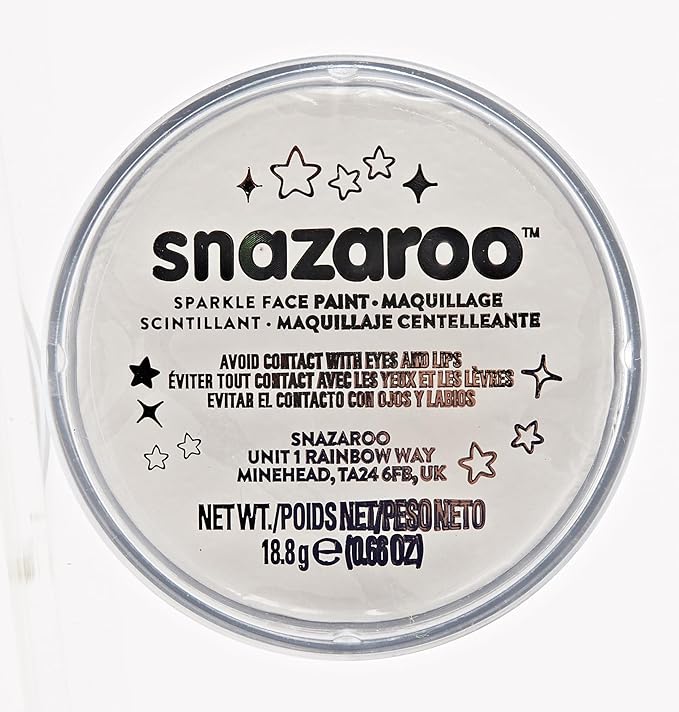 snazaroo™
SPARKLE FACE PAINT • MAQUILLAGE
SCINTILLANT • MAQUILLAJE CENTELLEANTE
AVOID CONTACT WITH EYES AND LIPS
ÉVITER TOUT CONTACT AVEC LES YEUX ET LES LÈVRES
EVITAR EL CONTACTO CON OJOS Y LABIOS
SNAZAROO
UNIT 1 RAINBOW WAY
MINEHEAD, TA24 6FB, UK
NET WT./POIDS NET/PESO NETO
18.8 g ℮ (0.66 OZ)